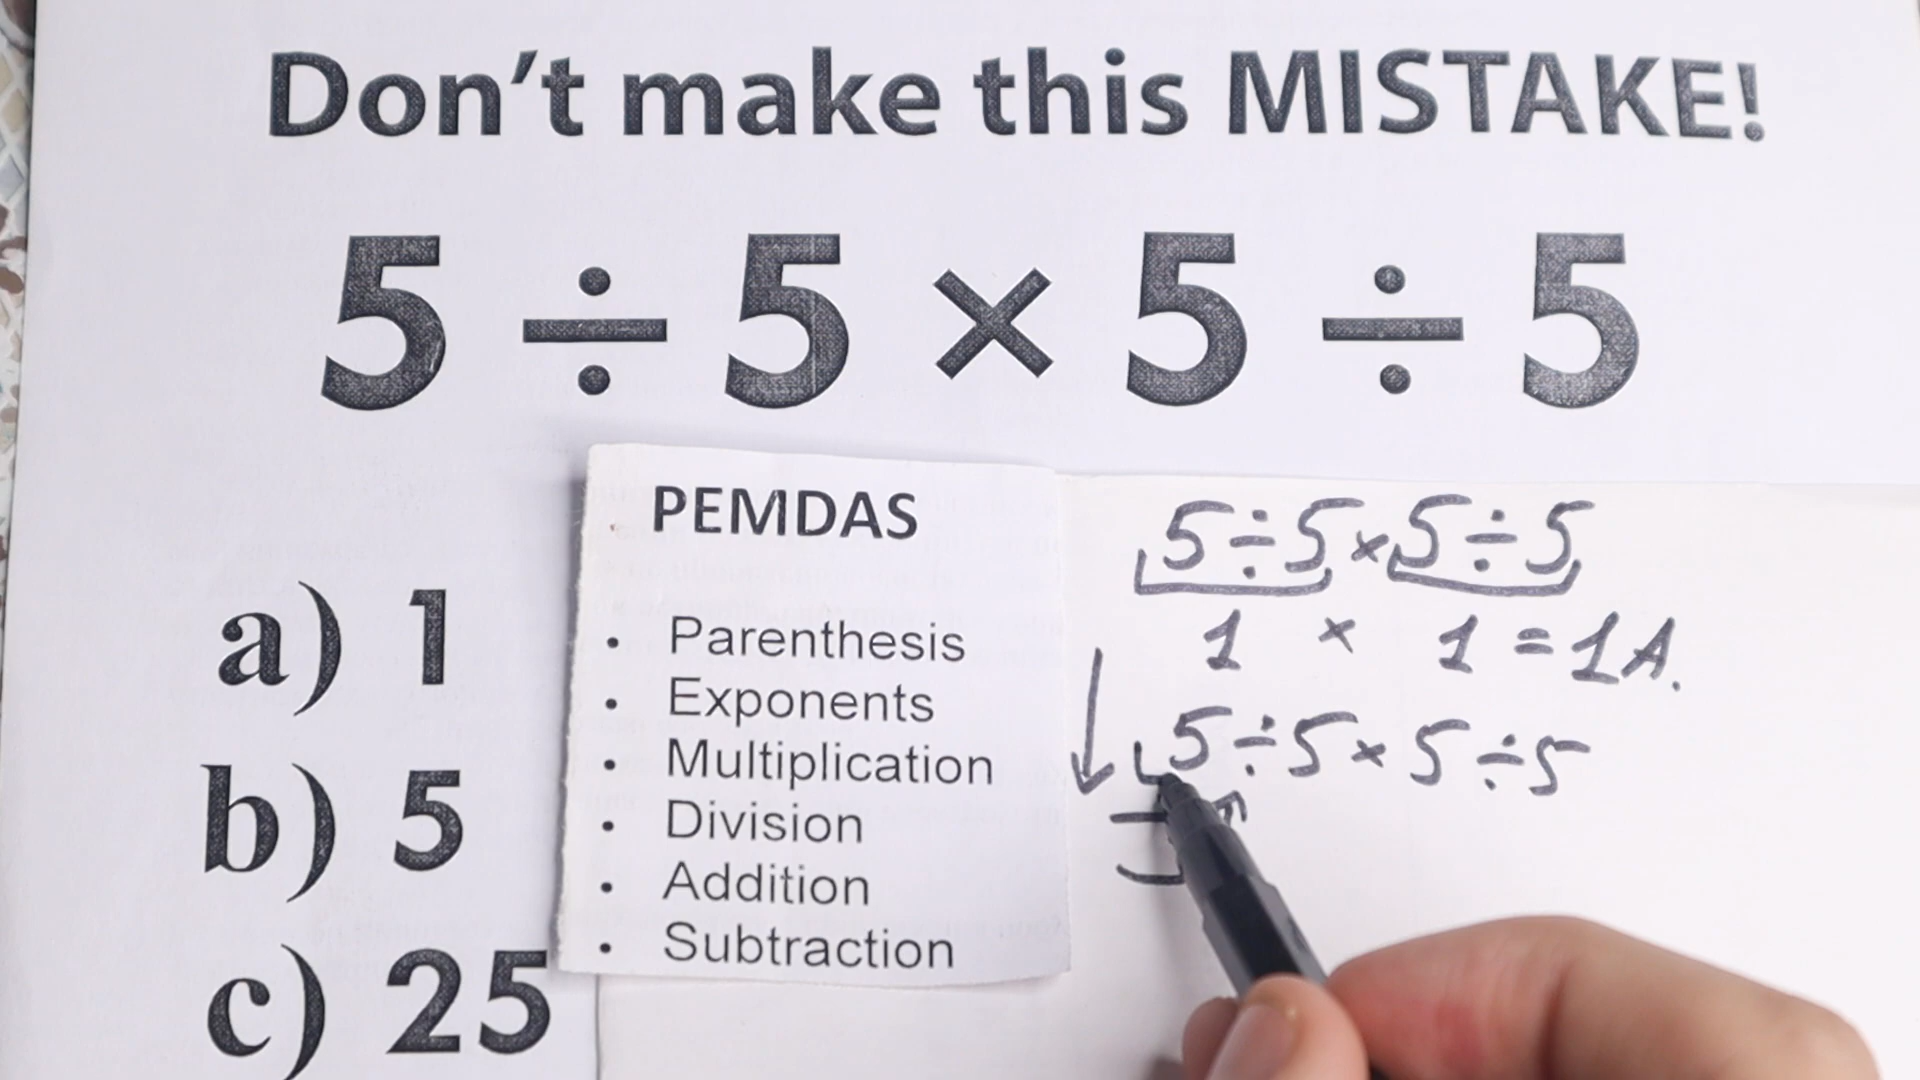 Don't make this MISTAKE!
5 ÷ 5 × 5 ÷ 5
PEMDAS
• Parenthesis
• Exponents
• Multiplication
• Division
• Addition
• Subtraction
a) 1
b) 5
c) 25
5÷5×5÷5
1 × 1 = 1 A.
5÷5×5÷5